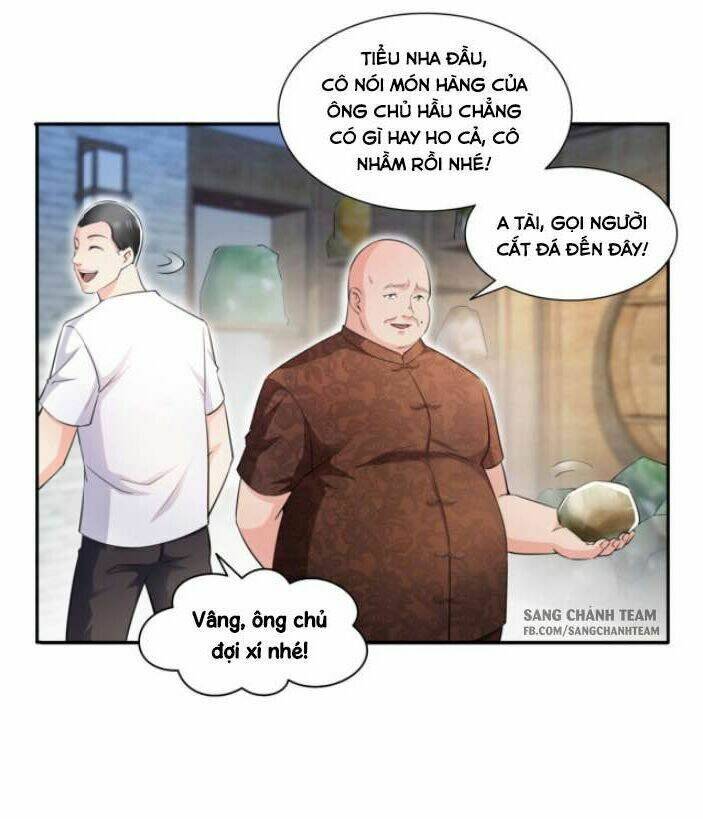 TIỂU NHA ĐẦU,
CÔ NÓI MÓN HÀNG CỦA
ÔNG CHỦ HẦU CHẲNG
CÓ GÌ HAY HO CẢ, CÔ
NHẦM RỒI NHÉ!
A TÀI, GỌI NGƯỜI
CẮT ĐÁ ĐẾN ĐÂY!
Vâng, ông chủ
đợi xí nhé!
SANG CHẢNH TEAM
FB.COM/SANGCHANHTEAM